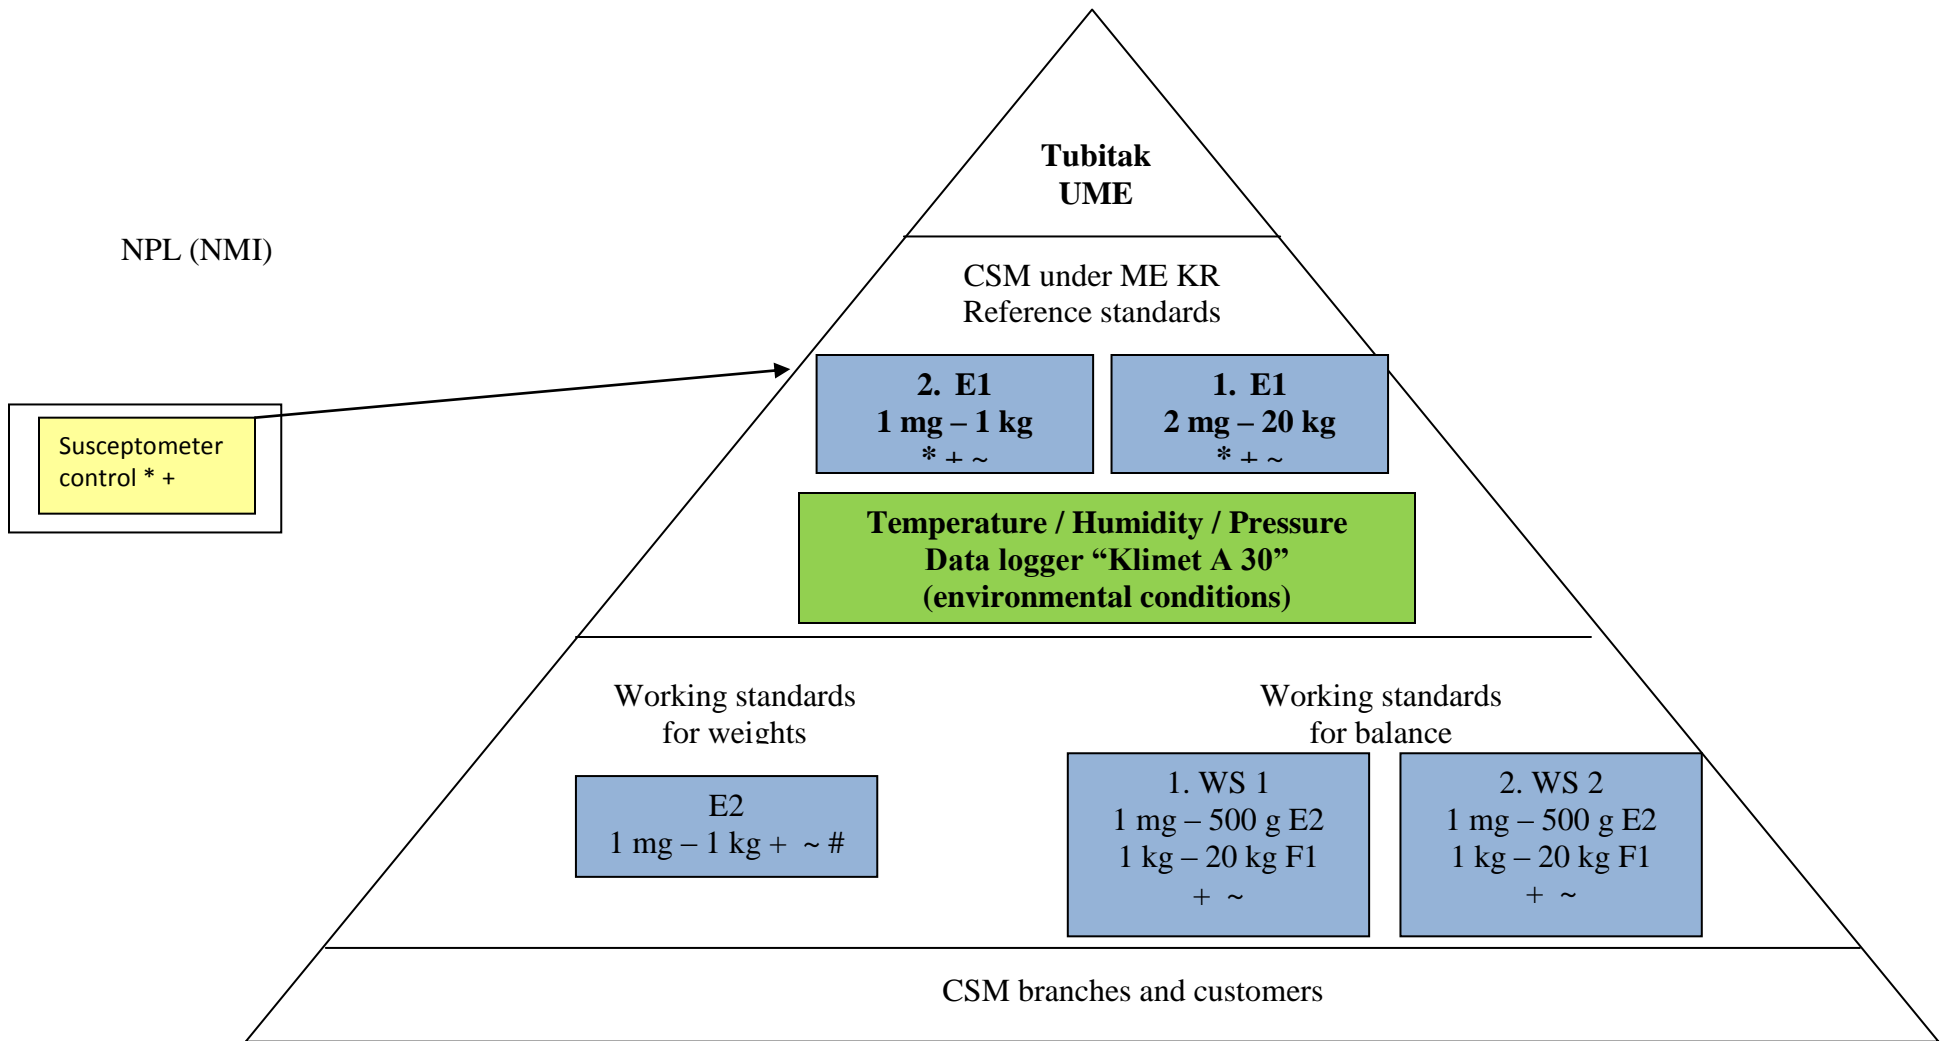 Tubitak
UME
NPL (NMI)
CSM under ME KR
Reference standards
2. E1
1 mg – 1 kg
* + ~
1. E1
2 mg – 20 kg
* + ~
Susceptometer
control * +
Temperature / Humidity / Pressure
Data logger “Klimet A 30”
(environmental conditions)
Working standards
for weights
Working standards
for balance
E2
1 mg – 1 kg + ~ #
1. WS 1
1 mg – 500 g E2
1 kg – 20 kg F1
+ ~
2. WS 2
1 mg – 500 g E2
1 kg – 20 kg F1
+ ~
CSM branches and customers